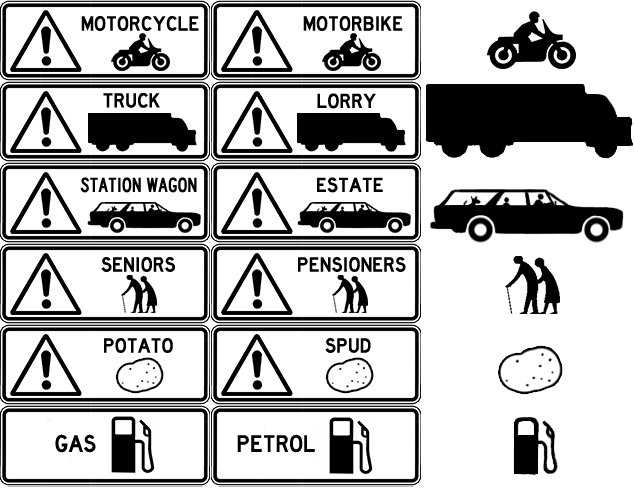 MOTORCYCLE
MOTORBIKE
TRUCK
LORRY
STATION WAGON
ESTATE
SENIORS
PENSIONERS
POTATO
SPUD
GAS
PETROL